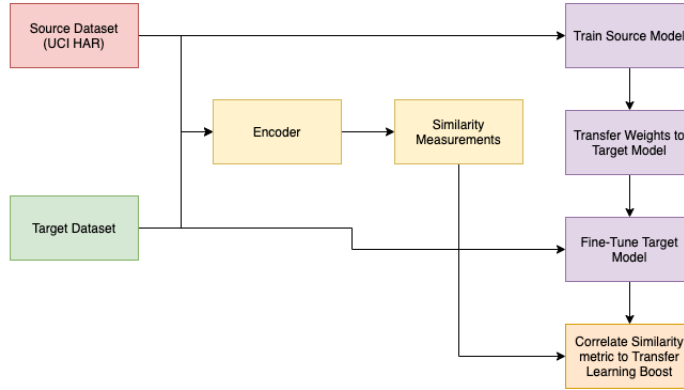 Source Dataset
(UCI HAR)
Train Source Model
Encoder
Similarity
Measurements
Transfer Weights to
Target Model
Target Dataset
Fine-Tune Target
Model
Correlate Similarity
metric to Transfer
Learning Boost